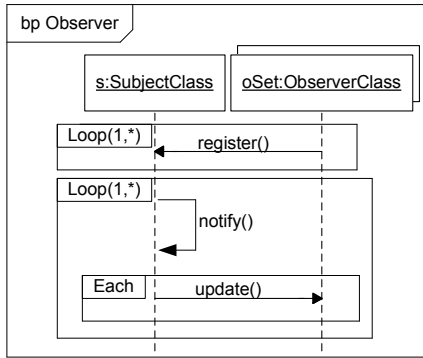 bp Observer
s:SubjectClass
oSet:ObserverClass
Loop(1,*)
register()
Loop(1,*)
notify()
Each
update()